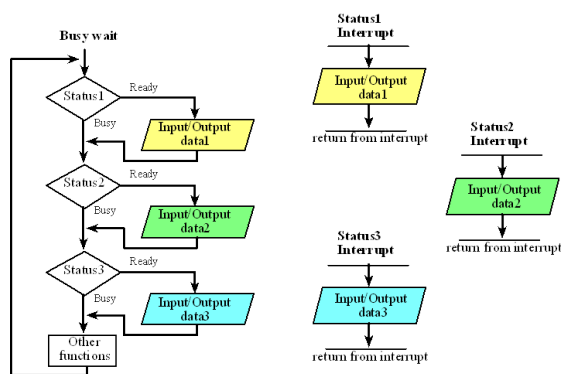 Busy wait
Status1
Ready
Busy
Input/Output
data1
Status2
Ready
Busy
Input/Output
data2
Status3
Ready
Busy
Input/Output
data3
Other
functions
Status1
Interrupt
Input/Output
data1
return from interrupt
Status2
Interrupt
Input/Output
data2
return from interrupt
Status3
Interrupt
Input/Output
data3
return from interrupt